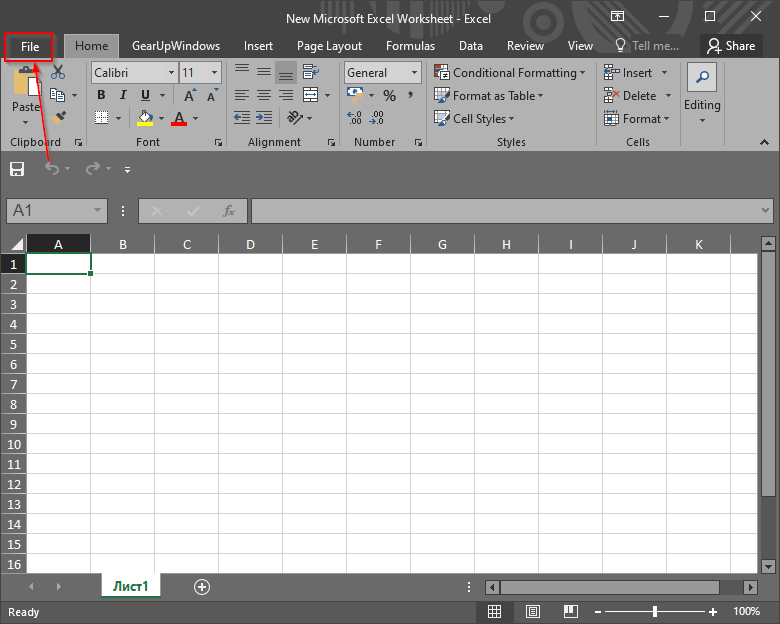 New Microsoft Excel Worksheet - Excel
File Home GearUpWindows Insert Page Layout Formulas Data Review View Tell me... Share
Paste
Clipboard
Calibri 11
B I U A A
A
Font
Alignment
General
% ,
.00 .0
Number
Conditional Formatting
Format as Table
Cell Styles
Styles
Insert
Delete
Format
Cells
Editing
A1 fx
A B C D E F G H I J K
1
2
3
4
5
6
7
8
9
10
11
12
13
14
15
16
Лист1
Ready 100%